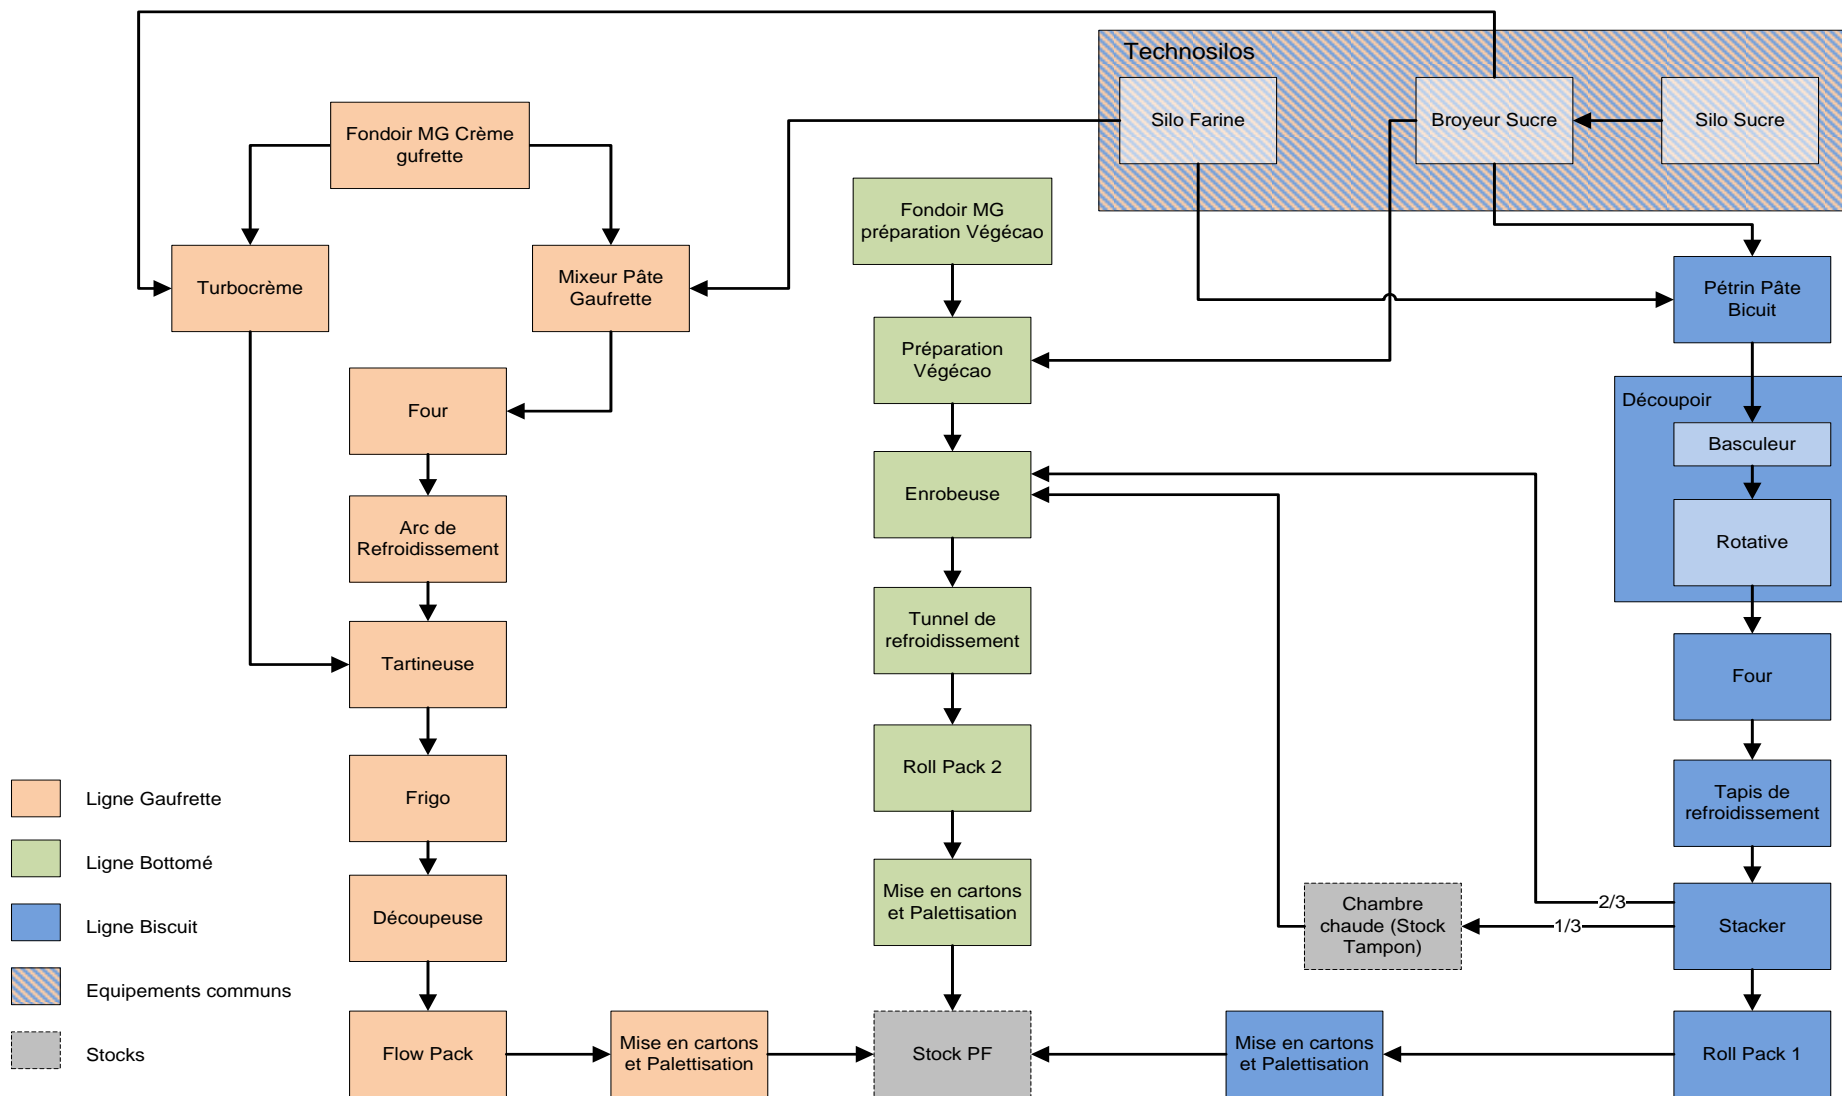 Technosilos
Silo Farine
Broyeur Sucre
Silo Sucre
Fondoir MG Crème
gufrette
Fondoir MG
préparation Végécao
Turbocrème
Mixeur Pâte
Gaufrette
Pétrin Pâte
Bicuit
Préparation
Végécao
Four
Découpoir
Basculeur
Enrobeuse
Arc de
Refroidissement
Rotative
Tunnel de
refroidissement
Tartineuse
Four
Roll Pack 2
Frigo
Tapis de
refroidissement
Ligne Gaufrette
Ligne Bottomé
Ligne Biscuit
Equipements communs
Stocks
Découpeuse
Mise en cartons
et Palettisation
Chambre
chaude (Stock
Tampon)
2/3
1/3
Stacker
Flow Pack
Mise en cartons
et Palettisation
Stock PF
Mise en cartons
et Palettisation
Roll Pack 1